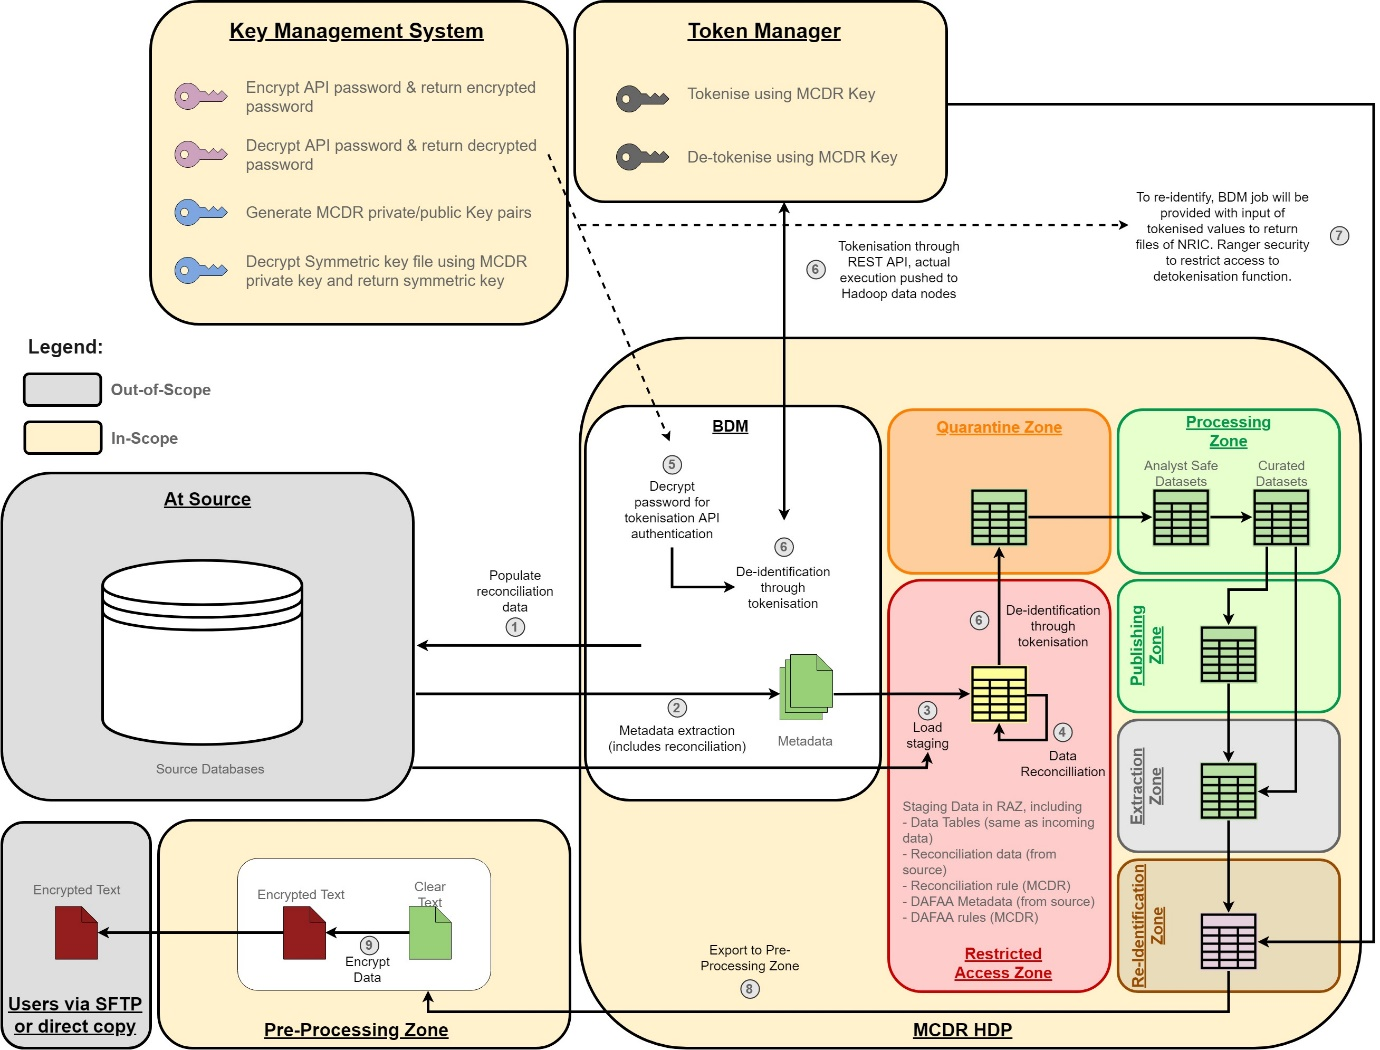 Key Management System
Encrypt API password & return encrypted
password
Decrypt API password & return decrypted
password
Generate MCDR private/public Key pairs
Decrypt Symmetric key file using MCDR
private key and return symmetric key
Token Manager
Tokenise using MCDR Key
De-tokenise using MCDR Key
To re-identify, BDM job will be
provided with input of
tokenised values to return
files of NRIC. Ranger security
to restrict access to
detokenisation function.
7
6
Tokenisation through
REST API, actual
execution pushed to
Hadoop data nodes
Legend:
Out-of-Scope
In-Scope
At Source
Source Databases
Populate
reconciliation
data
1
BDM
5
Decrypt
password for
tokenisation API
authentication
6
De-identification
through
tokenisation
2
Metadata extraction
(includes reconciliation)
Metadata
Quarantine Zone
Processing
Zone
Analyst Safe
Datasets
Curated
Datasets
6
De-identification
through
tokenisation
3
Load
staging
4
Data
Reconcilliation
Staging Data in RAZ, including
- Data Tables (same as incoming
data)
- Reconciliation data (from
source)
- Reconciliation rule (MCDR)
- DAFAA Metadata (from source)
- DAFAA rules (MCDR)
Restricted
Access Zone
Publishing
Zone
Extraction
Zone
Re-Identification
Zone
Export to Pre-
Processing Zone
8
MCDR HDP
Encrypted Text
Users via SFTP
or direct copy
Encrypted Text
Clear
Text
9
Encrypt
Data
Pre-Processing Zone